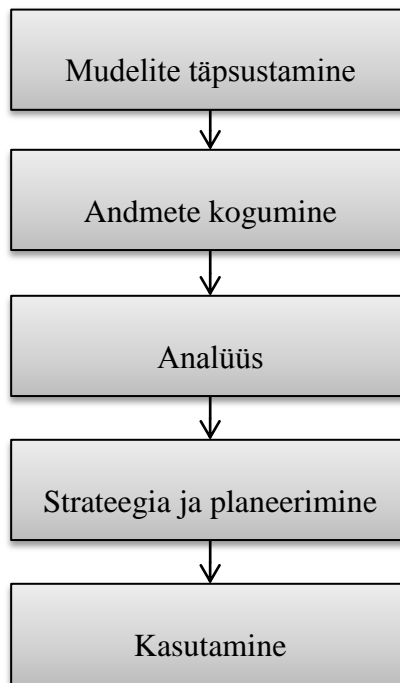 Mudelite täpsustamine
Andmete kogumine
Analüüs
Strateegia ja planeerimine
Kasutamine